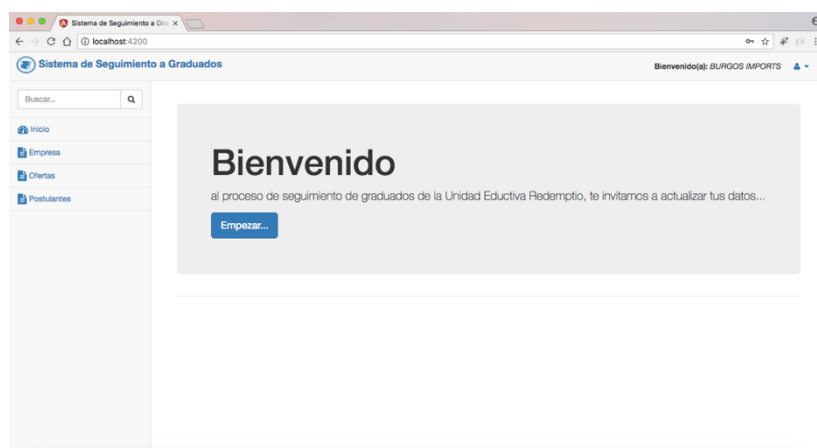 Sistema de Seguimiento a Gra
localhost:4200
Sistema de Seguimiento a Graduados
Bienvenido(a): BURGOS IMPORTS
Buscar...
Inicio
Empresa
Ofertas
Postulantes
Bienvenido
al proceso de seguimiento de graduados de la Unidad Eductiva Redemptio, te invitamos a actualizar tus datos...
Empezar...